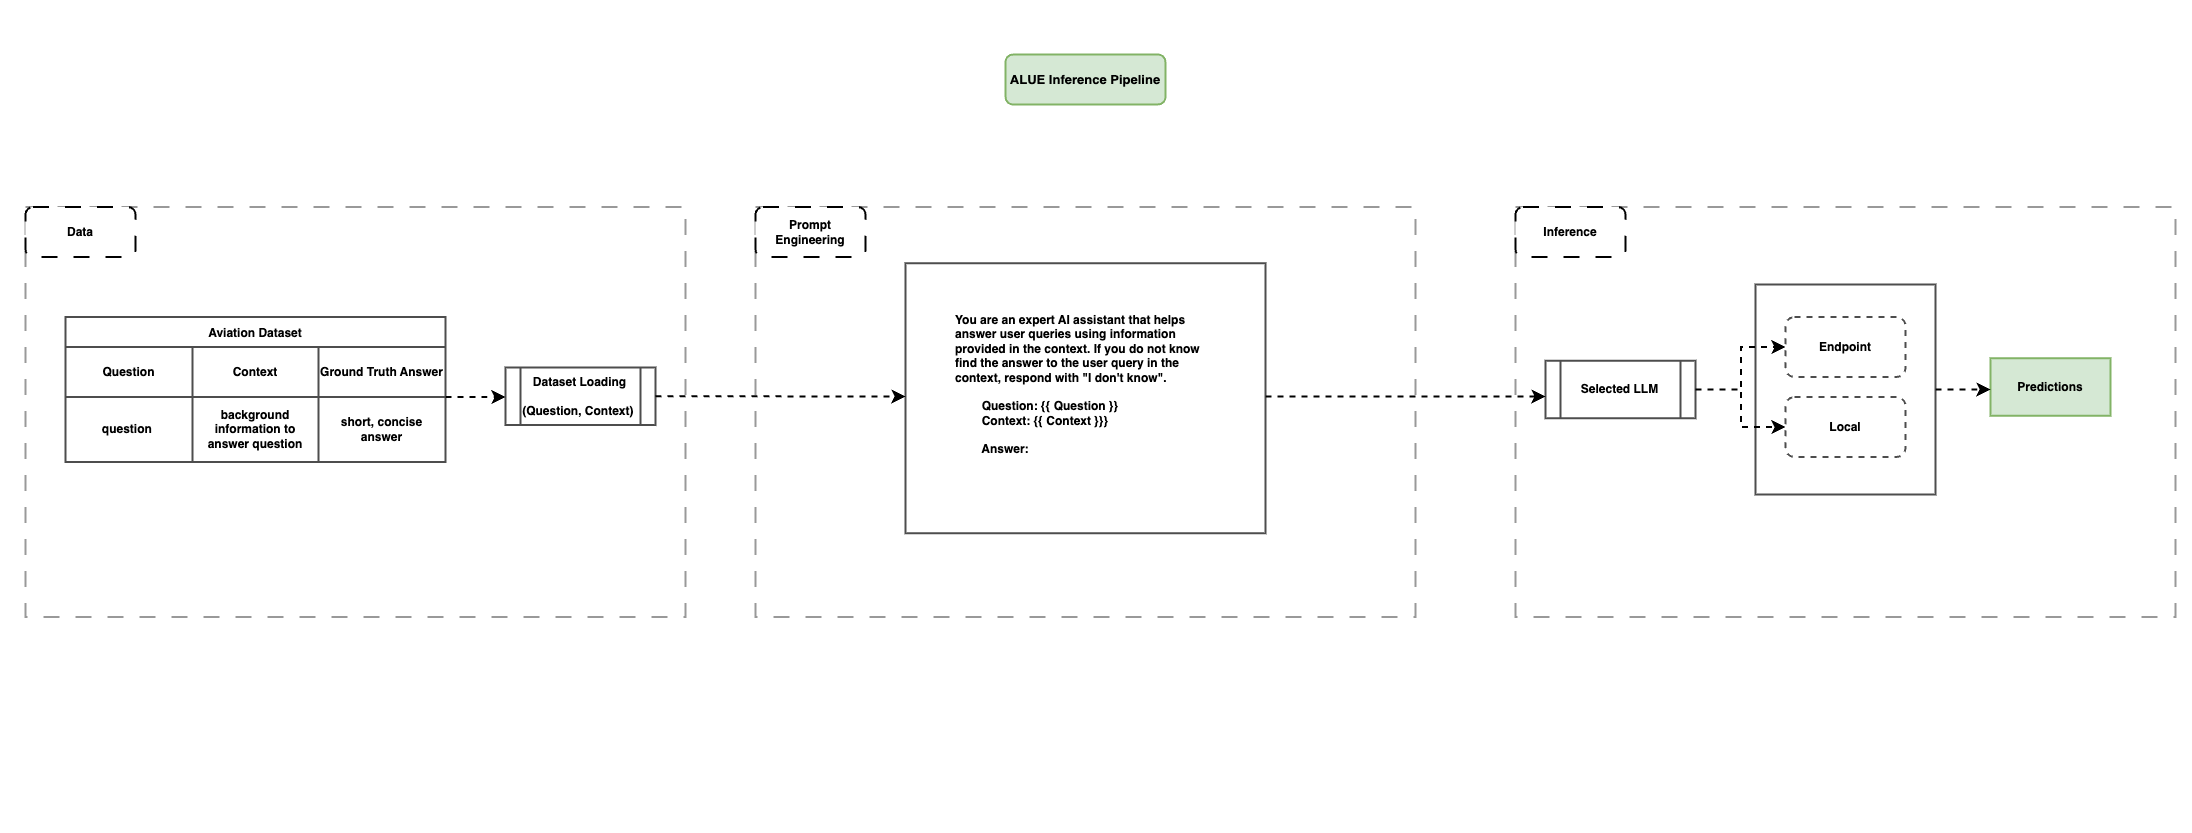 ALUE Inference Pipeline
Data
Aviation Dataset
Question
Context
Ground Truth Answer
question
background
information to
answer question
short, concise
answer
Dataset Loading
(Question, Context)
Prompt
Engineering
You are an expert AI assistant that helps
answer user queries using information
provided in the context. If you do not know
find the answer to the user query in the
context, respond with "I don't know".
Question: {{ Question }}
Context: {{ Context }}}
Answer:
Inference
Selected LLM
Endpoint
Local
Predictions